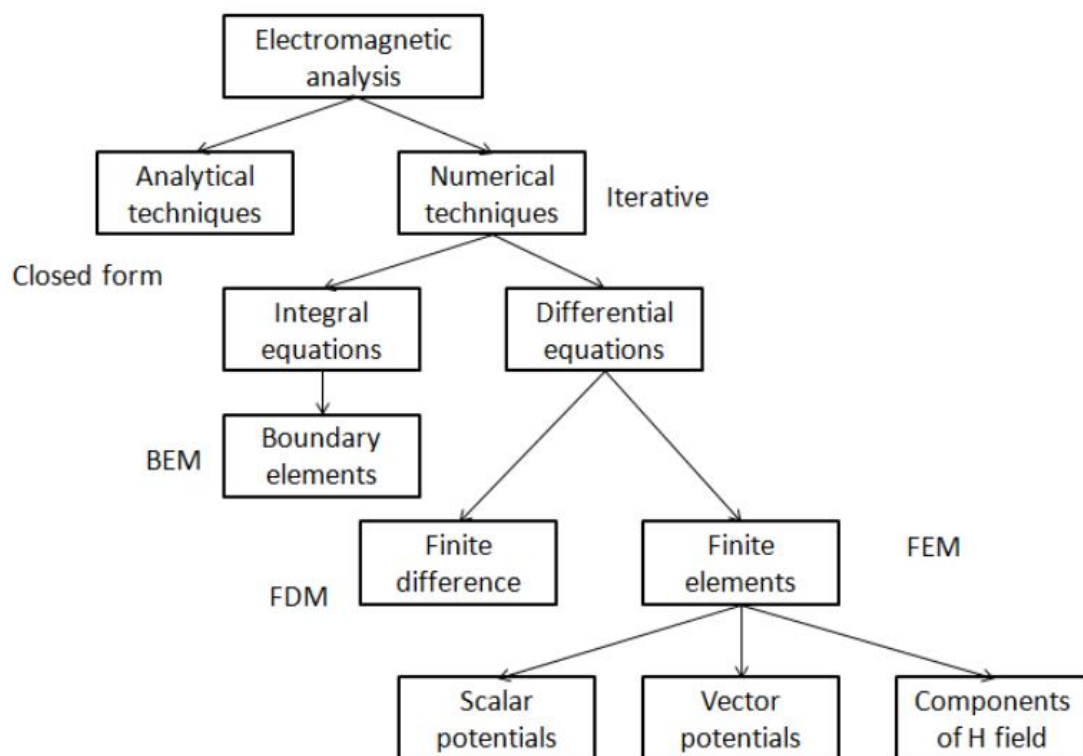 Electromagnetic
analysis
Analytical
techniques
Numerical
techniques
Iterative
Closed form
Integral
equations
Differential
equations
BEM
Boundary
elements
FDM
Finite
difference
Finite
elements
FEM
Scalar
potentials
Vector
potentials
Components
of H field